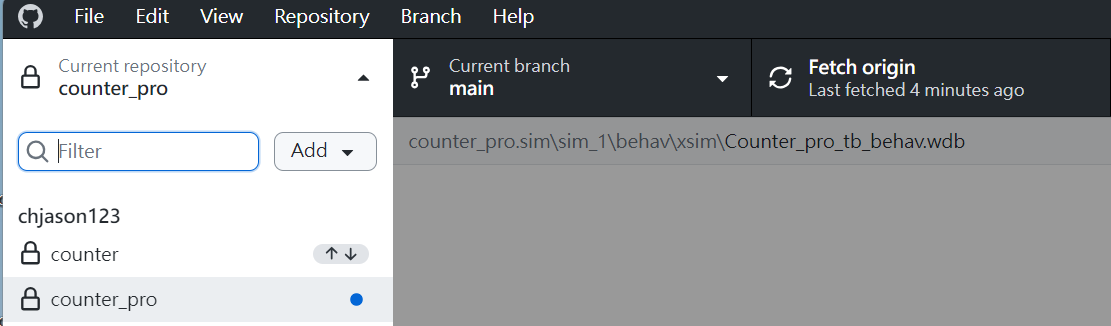 File Edit View Repository Branch Help
Current repository
counter_pro
Current branch
main
Fetch origin
Last fetched 4 minutes ago
Filter
Add
counter_pro.sim\sim_1\behav\xsim\Counter_pro_tb_behav.wdb
chjason123
counter
counter_pro